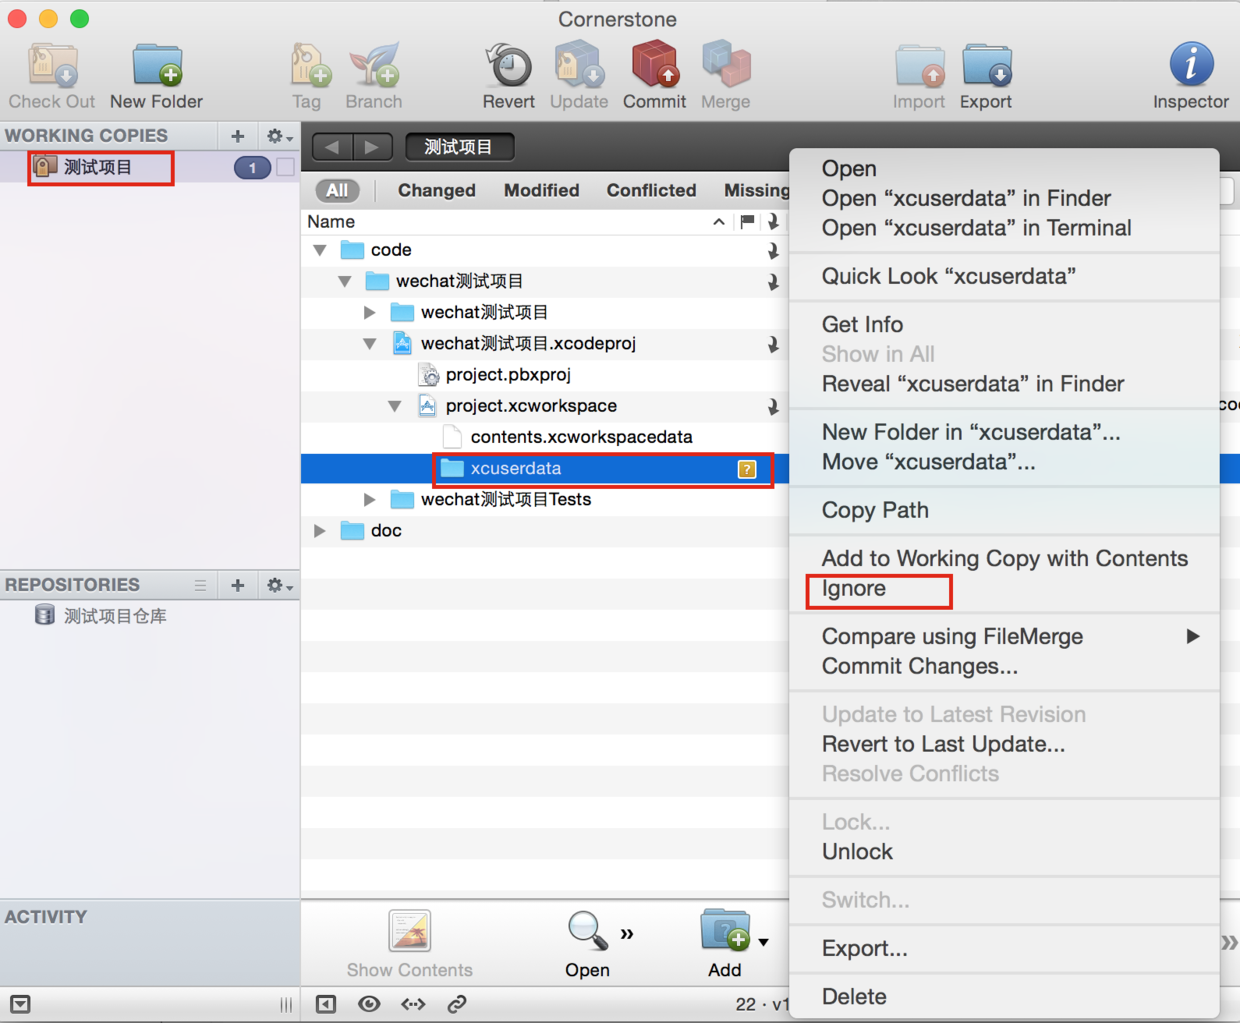 Cornerstone
Check Out
New Folder
Tag
Branch
Revert
Update
Commit
Merge
Import
Export
Inspector
WORKING COPIES
测试项目
1
测试项目
All
Changed
Modified
Conflicted
Missing
Name
code
wechat测试项目
wechat测试项目
wechat测试项目.xcodeproj
project.pbxproj
project.xcworkspace
contents.xcworkspacedata
xcuserdata
?
wechat测试项目Tests
doc
Open
Open “xcuserdata” in Finder
Open “xcuserdata” in Terminal
Quick Look “xcuserdata”
Get Info
Show in All
Reveal “xcuserdata” in Finder
New Folder in “xcuserdata”...
Move “xcuserdata”...
Copy Path
Add to Working Copy with Contents
Ignore
Compare using FileMerge
Commit Changes...
Update to Latest Revision
Revert to Last Update...
Resolve Conflicts
Lock...
Unlock
Switch...
Export...
Delete
REPOSITORIES
测试项目仓库
ACTIVITY
Show Contents
Open
Add
22 · v1